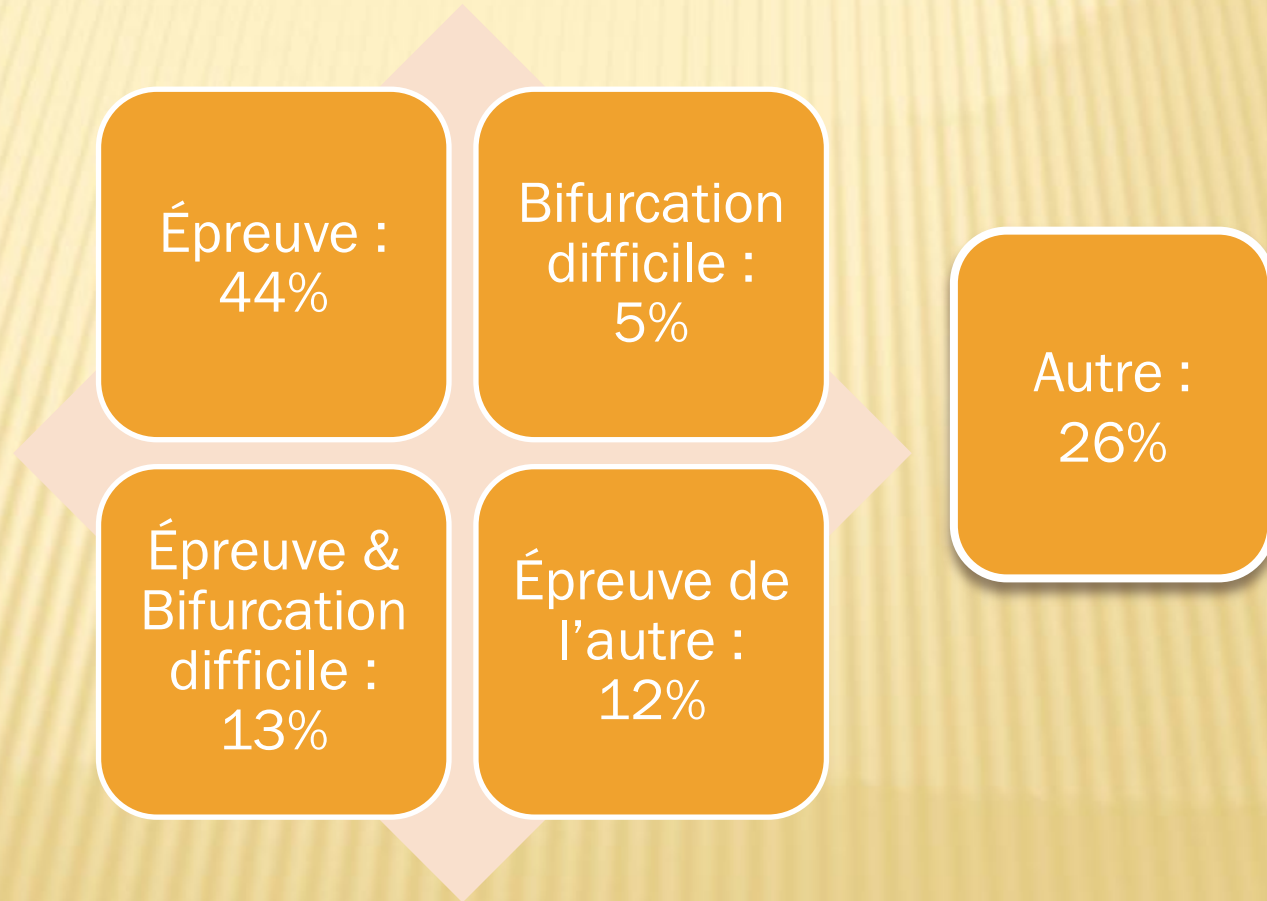 Épreuve :
44%
Bifurcation
difficile :
5%
Épreuve &
Bifurcation
difficile :
13%
Épreuve de
l’autre :
12%
Autre :
26%